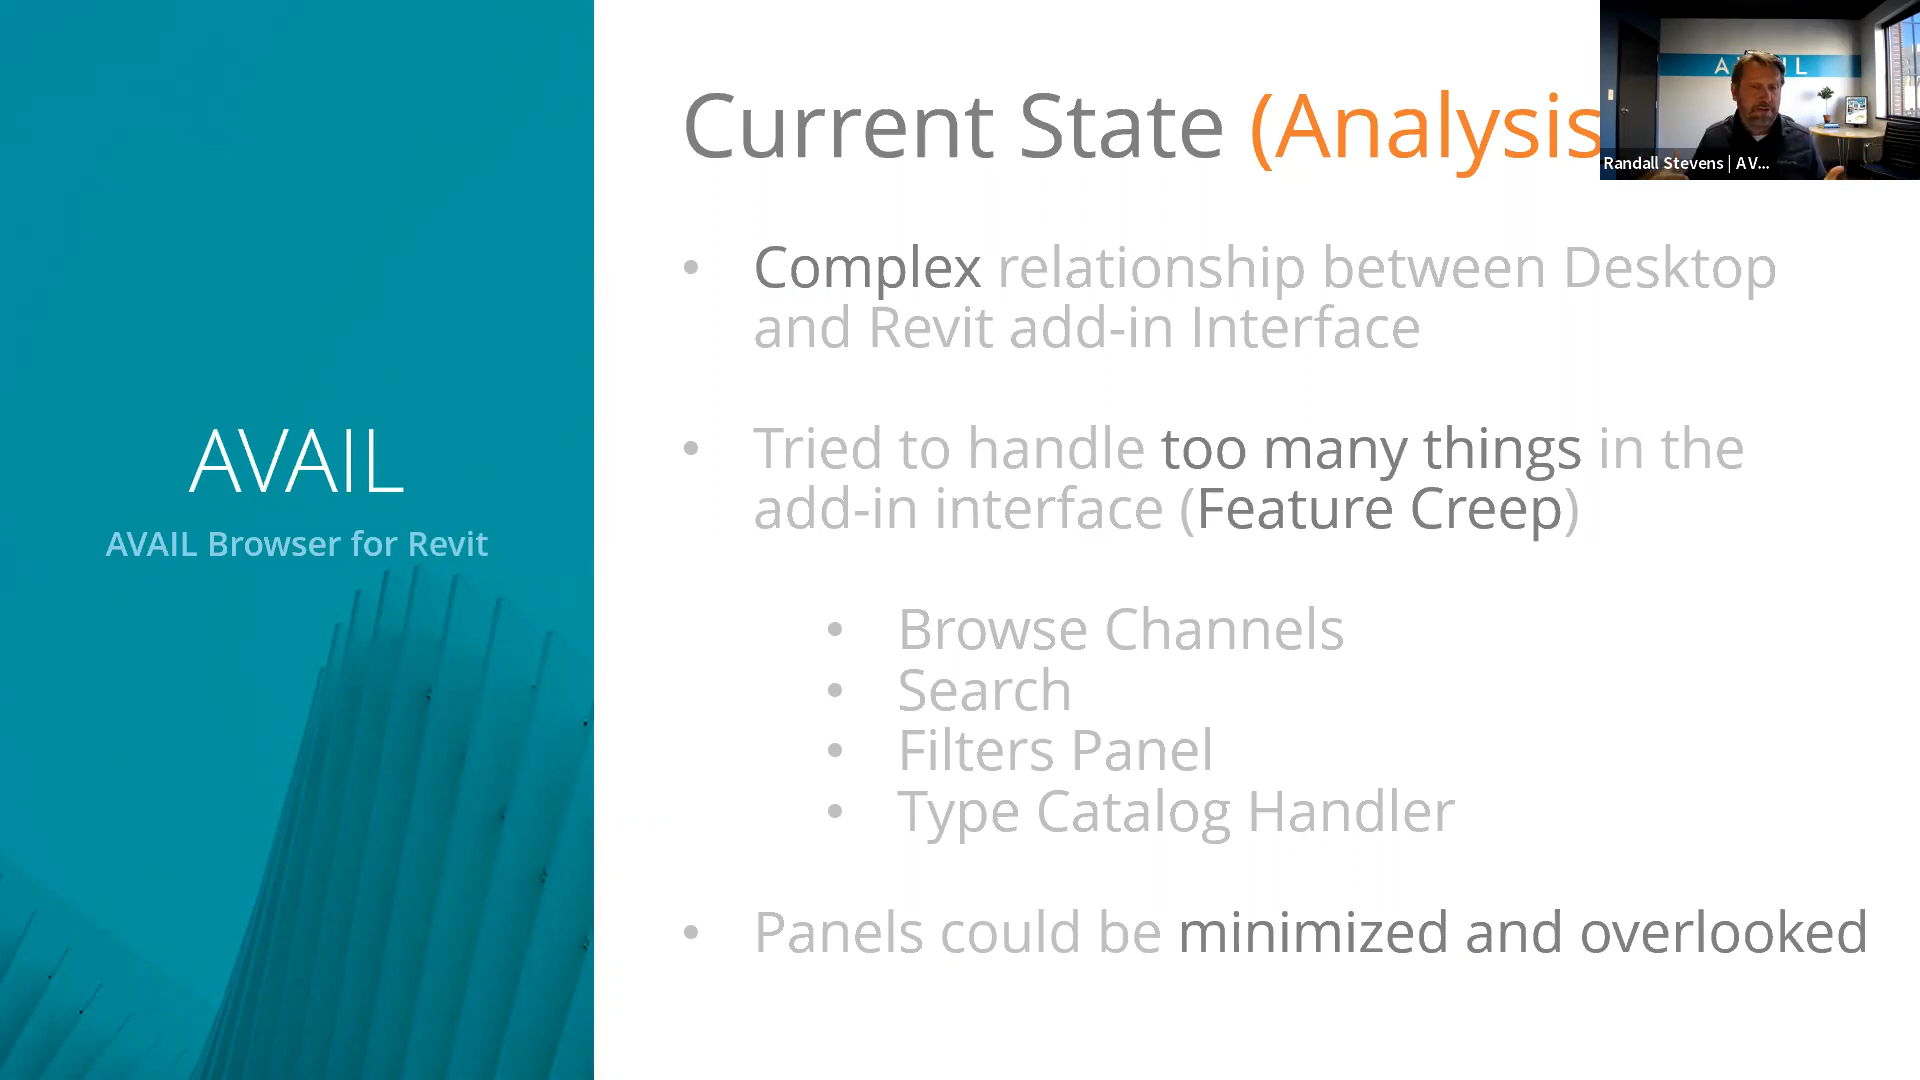 Current State (Analysis
AVAIL
Randall Stevens | AV...
• Complex relationship between Desktop
and Revit add-in Interface
• Tried to handle too many things in the
add-in interface (Feature Creep)
• Browse Channels
• Search
• Filters Panel
• Type Catalog Handler
• Panels could be minimized and overlooked
AVAIL
AVAIL Browser for Revit